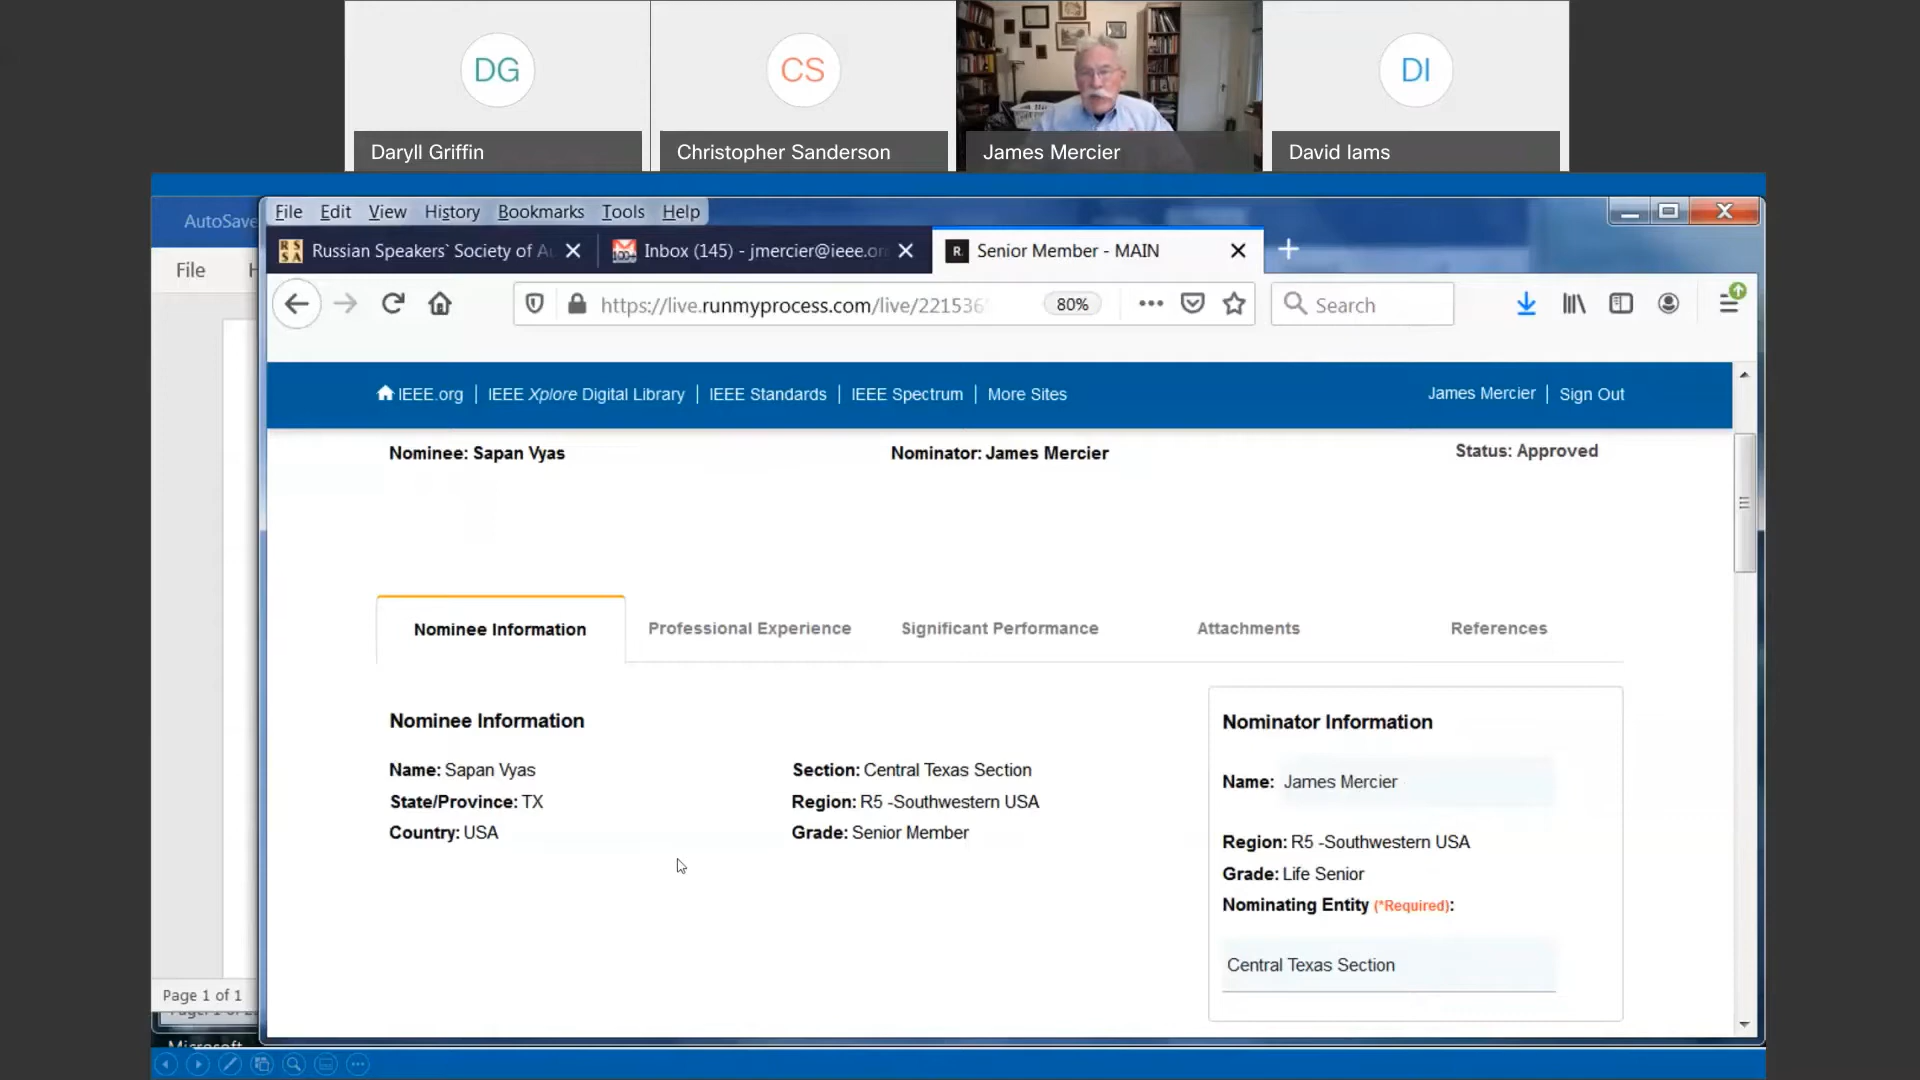 DG
CS
DI
Daryll Griffin
Christopher Sanderson
James Mercier
David Iams
AutoSave
File Edit View History Bookmarks Tools Help
RSSA Russian Speakers` Society of Au
Inbox (145) - jmercier@ieee.or
R. Senior Member - MAIN
File H
https://live.runmyprocess.com/live/221536
80%
Search
IEEE.org | IEEE Xplore Digital Library | IEEE Standards | IEEE Spectrum | More Sites
James Mercier | Sign Out
Nominee: Sapan Vyas
Nominator: James Mercier
Status: Approved
Nominee Information
Professional Experience
Significant Performance
Attachments
References
Nominee Information
Name: Sapan Vyas
State/Province: TX
Country: USA
Section: Central Texas Section
Region: R5 -Southwestern USA
Grade: Senior Member
Nominator Information
Name: James Mercier
Region: R5 -Southwestern USA
Grade: Life Senior
Nominating Entity (*Required):
Central Texas Section
Page 1 of 1
Microsoft